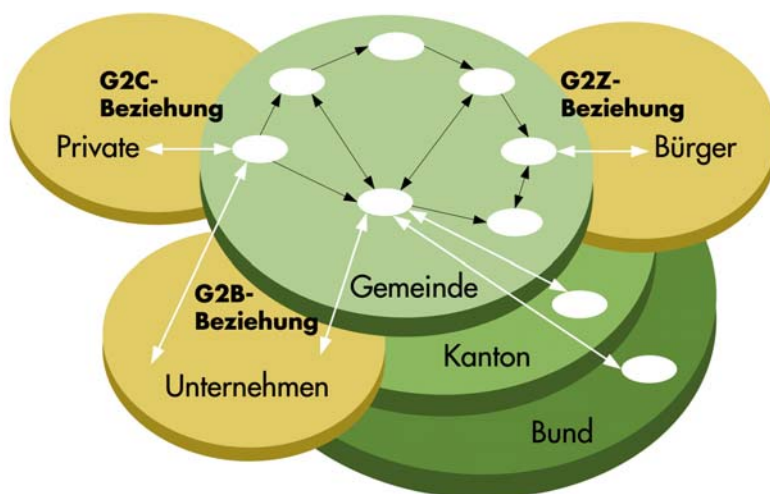 G2C-
Beziehung
Private
G2Z-
Beziehung
Bürger
Gemeinde
G2B-
Beziehung
Unternehmen
Kanton
Bund